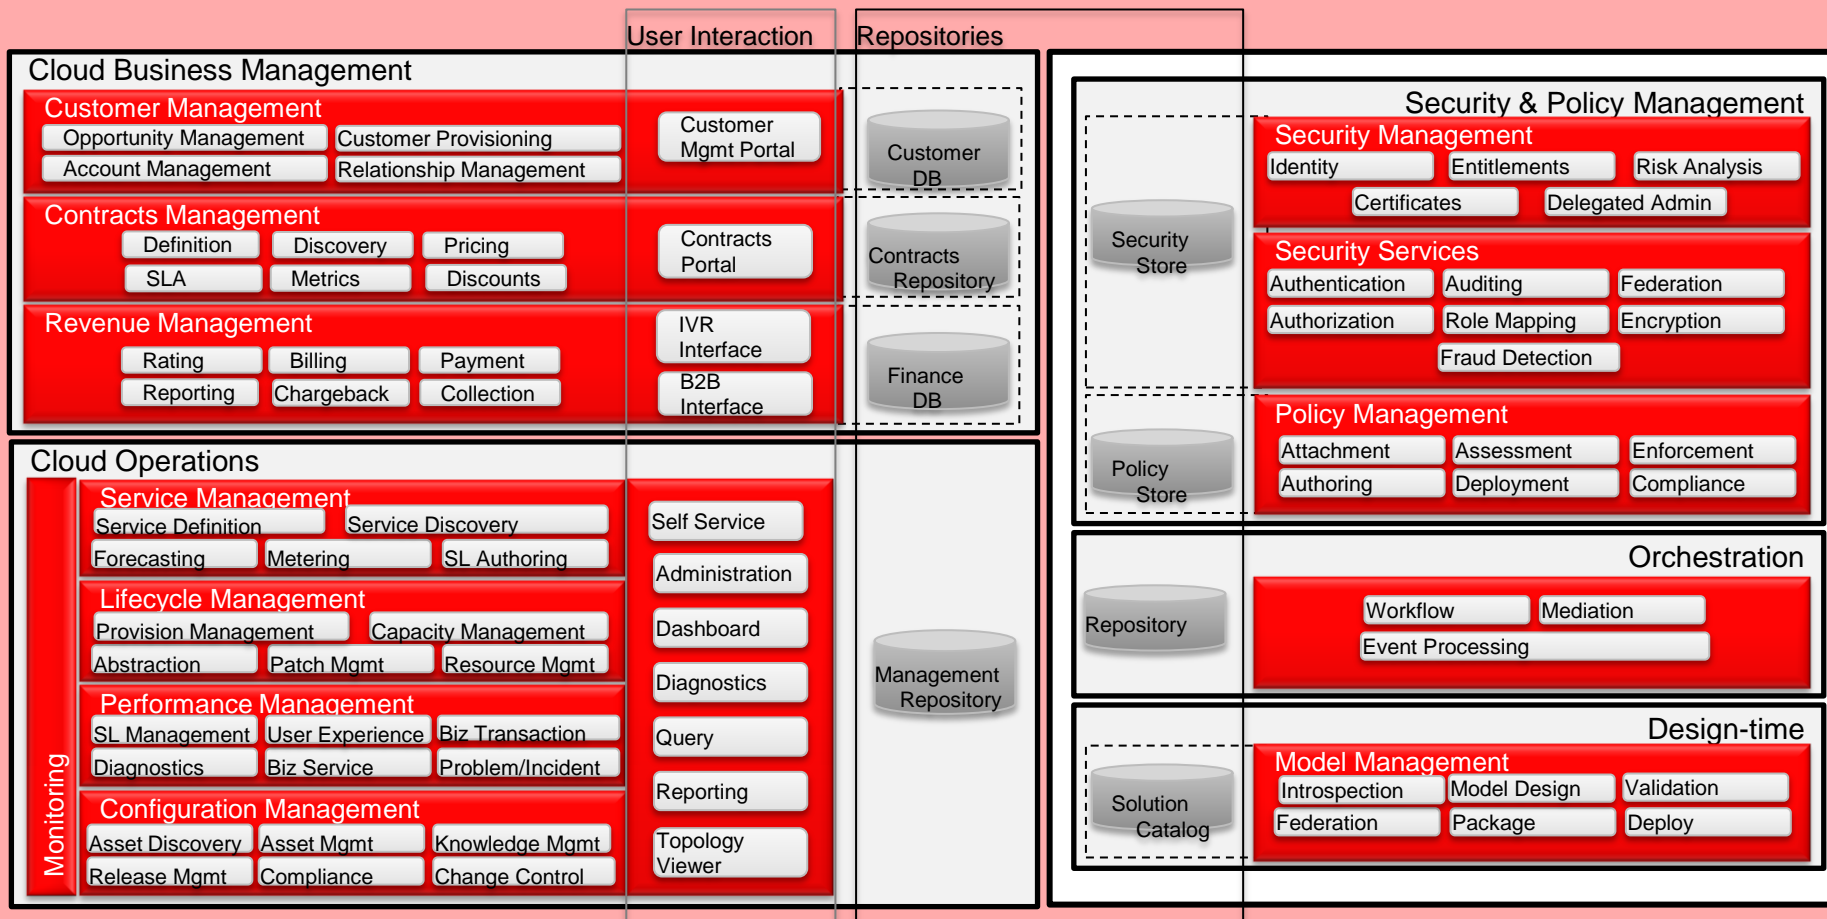 User Interaction
Repositories
Cloud Business Management
Customer Management
Opportunity Management
Customer Provisioning
Account Management
Relationship Management
Customer
Mgmt Portal
Customer
DB
Contracts Management
Definition
Discovery
Pricing
SLA
Metrics
Discounts
Contracts
Portal
Contracts
Repository
Revenue Management
Rating
Billing
Payment
Reporting
Chargeback
Collection
IVR
Interface
B2B
Interface
Finance
DB
Cloud Operations
Monitoring
Service Management
Service Definition
Service Discovery
Forecasting
Metering
SL Authoring
Lifecycle Management
Provision Management
Capacity Management
Abstraction
Patch Mgmt
Resource Mgmt
Performance Management
SL Management
User Experience
Biz Transaction
Diagnostics
Biz Service
Problem/Incident
Configuration Management
Asset Discovery
Asset Mgmt
Knowledge Mgmt
Release Mgmt
Compliance
Change Control
Self Service
Administration
Dashboard
Diagnostics
Query
Reporting
Topology
Viewer
Management
Repository
Security & Policy Management
Security Management
Identity
Entitlements
Risk Analysis
Certificates
Delegated Admin
Security
Store
Security Services
Authentication
Auditing
Federation
Authorization
Role Mapping
Encryption
Fraud Detection
Policy Management
Attachment
Assessment
Enforcement
Authoring
Deployment
Compliance
Policy
Store
Orchestration
Workflow
Mediation
Event Processing
Repository
Design-time
Model Management
Introspection
Model Design
Validation
Federation
Package
Deploy
Solution
Catalog